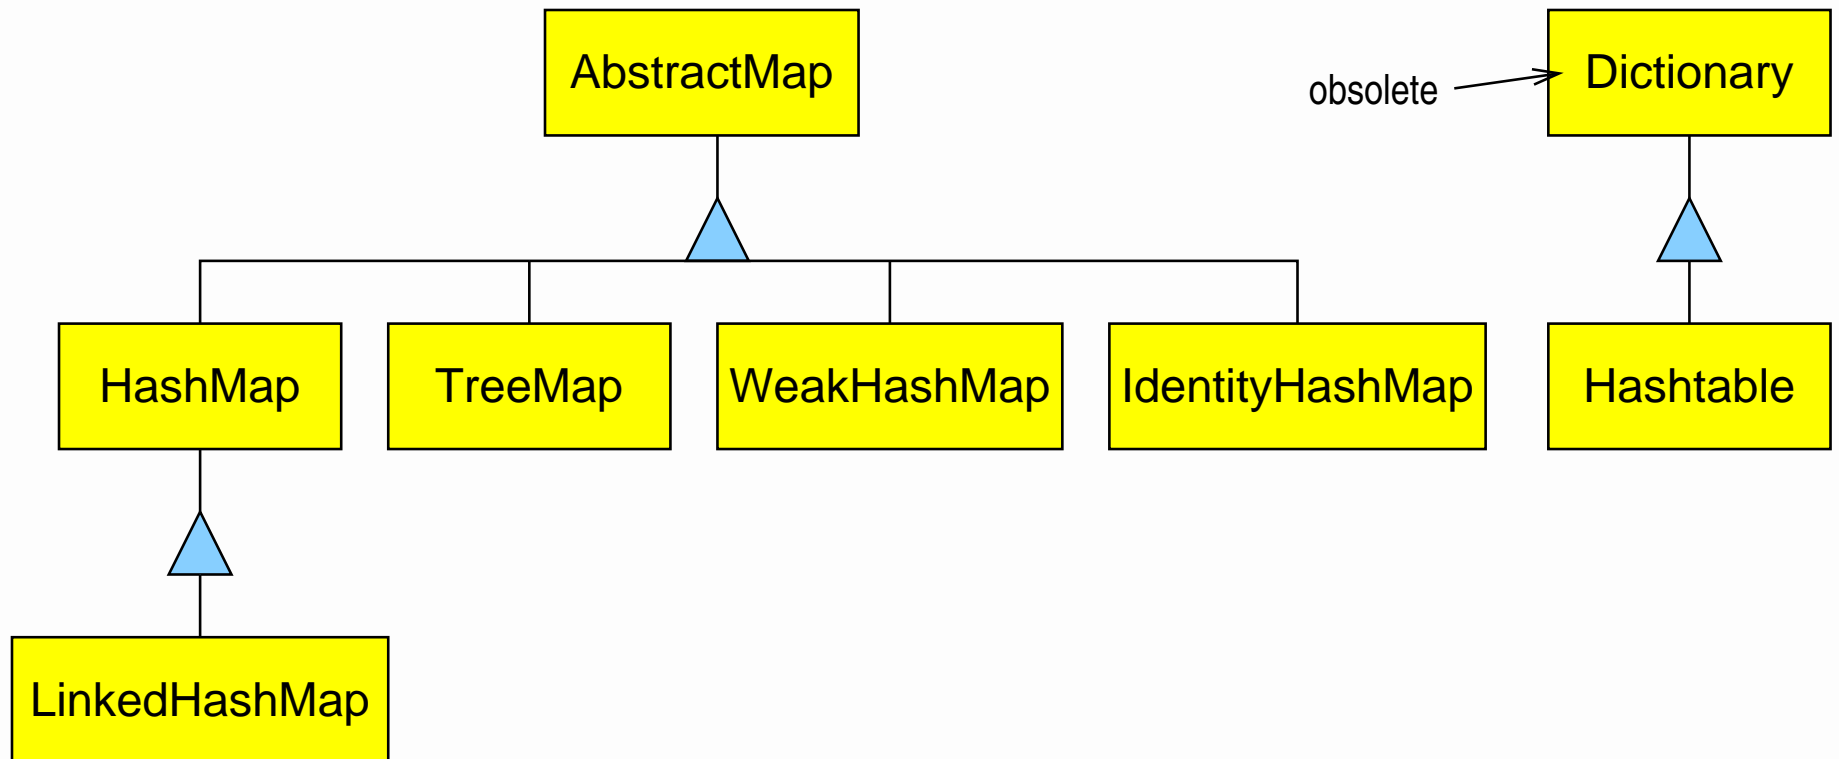 AbstractMap
obsolete
Dictionary
HashMap
TreeMap
WeakHashMap
IdentityHashMap
Hashtable
LinkedHashMap